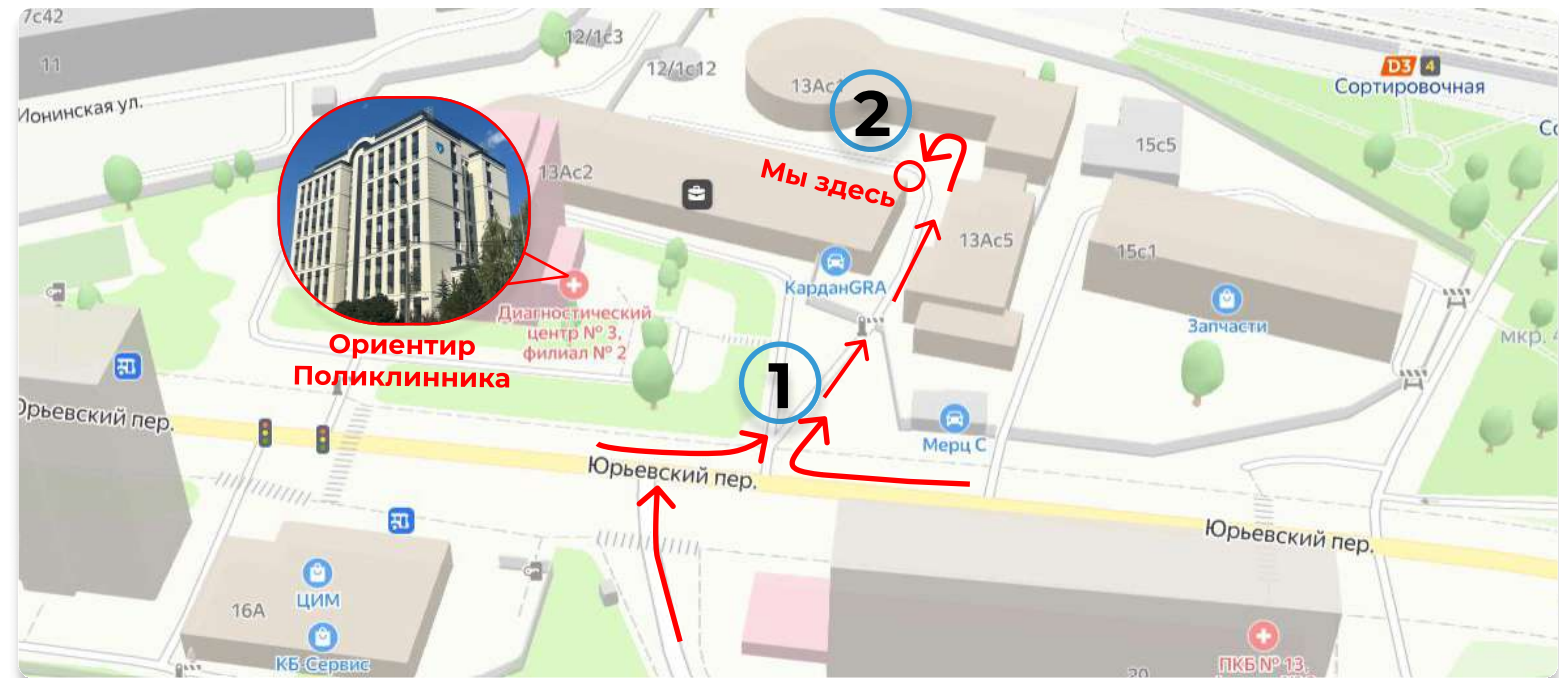 7с42
11
12/1с3
12/1с12
13Ас1
2
D3 4
Сортировочная
Ионинская ул.
15с5
13Ас2
Мы здесь
13Ас5
15с1
КарданGRA
Запчасти
мкр.
Диагностический
центр № 3,
филиал № 2
Ориентир
Поликлинника
1
Юрьевский пер.
Мерц С
Юрьевский пер.
Юрьевский пер.
ЦИМ
16А
КБ-Сервис
ПКБ № 13,
20